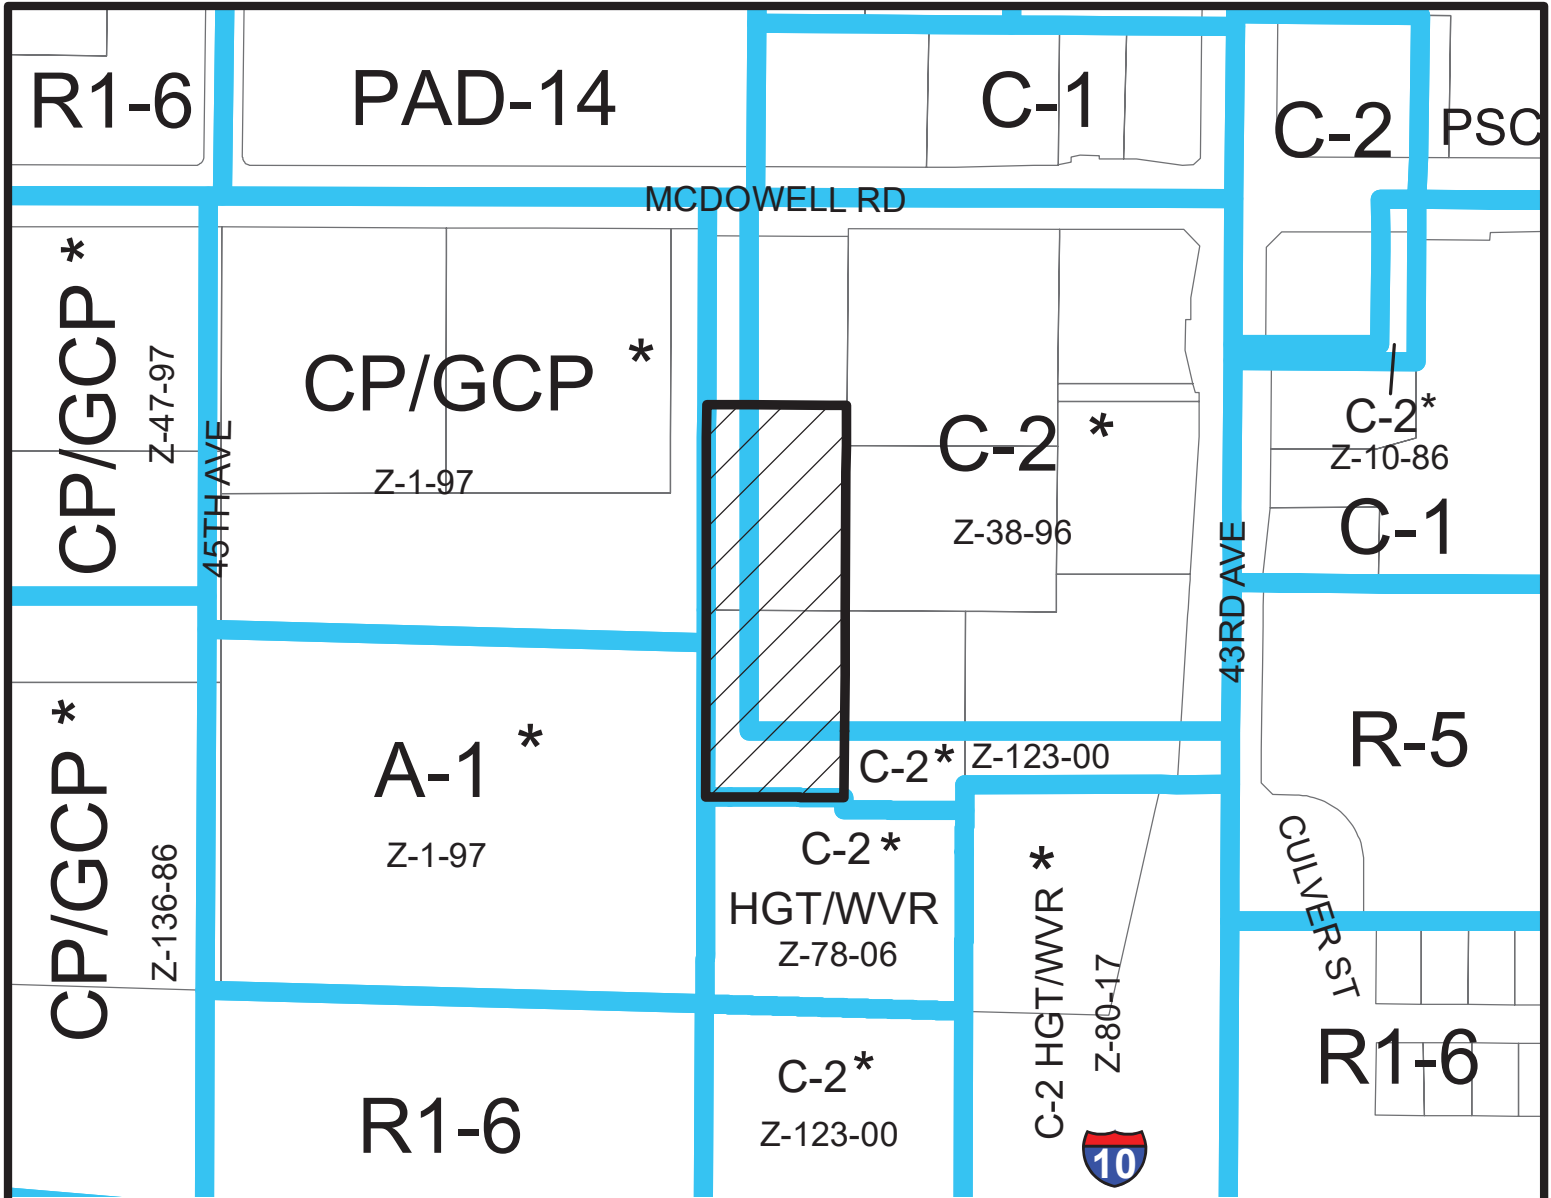 R1-6
PAD-14
C-1
C-2
PSC
MCDOWELL RD
CP/GCP *
Z-47-97
45TH AVE
CP/GCP *
Z-1-97
C-2 *
Z-38-96
43RD AVE
C-2*
Z-10-86
C-1
CP/GCP *
Z-136-86
A-1 *
Z-1-97
C-2*
Z-123-00
R-5
C-2 *
HGT/WVR
Z-78-06
C-2 HGT/WVR *
Z-80-17
CULVER ST
R1-6
R1-6
C-2*
Z-123-00
10